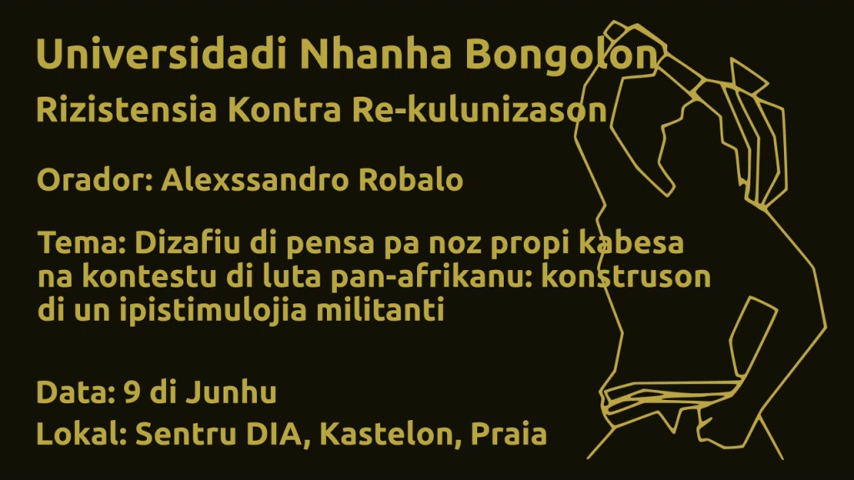 Universidadi Nhanha Bongolon
Rizistensia Kontra Re-kulunizason
Orador: Alexssandro Robalo
Tema: Dizafiu di pensa pa noz propi kabesa
na kontestu di luta pan-afrikanu: konstruson
di un ipistimulojia militanti
Data: 9 di Junhu
Lokal: Sentru DIA, Kastelon, Praia